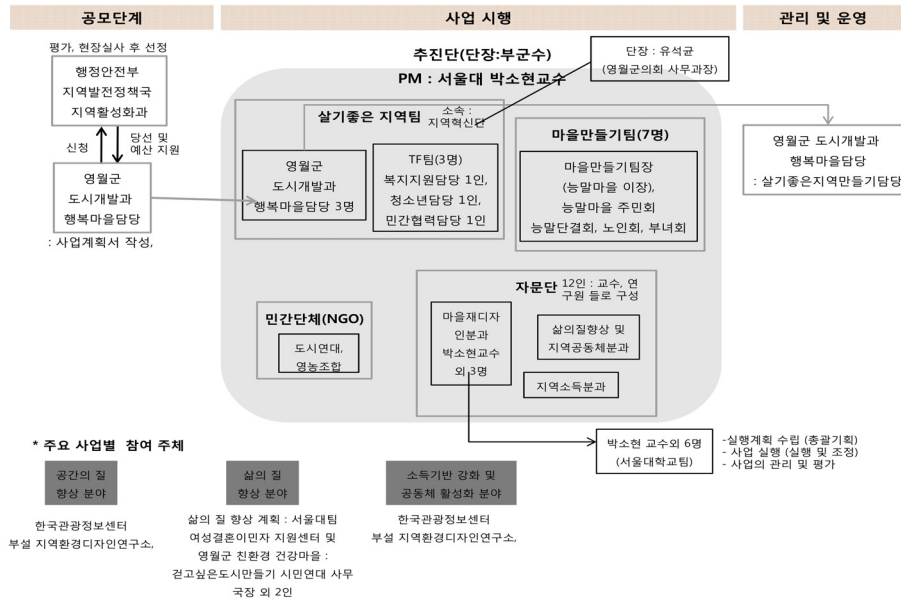 공모단계
사업 시행
관리 및 운영
평가, 현장실사 후 선정
행정안전부
지역발전정책국
지역활성화과
신청
당선 및
예산 지원
영월군
도시개발과
행복마을담당
: 사업계획서 작성,
추진단(단장:부군수)
PM : 서울대 박소현교수
단장 : 유석균
(영월군의회 사무과장)
살기좋은 지역팀
소속 :
지역혁신단
영월군
도시개발과
행복마을담당 3명
TF팀(3명)
복지지원담당 1인,
청소년담당 1인,
민간협력담당 1인
마을만들기팀(7명)
마을만들기팀장
(능말마을 이장),
능말마을 주민회
능말단결회, 노인회, 부녀회
영월군 도시개발과
행복마을담당
: 살기좋은지역만들기담당
민간단체(NGO)
도시연대,
영농조합
자문단
12인 : 교수, 연
구원 들로 구성
마을재디자
인분과
박소현교수
외 3명
삶의질향상 및
지역공동체분과
지역소득분과
박소현 교수외 6명
(서울대학교팀)
-실행계획 수립 (총괄기획)
- 사업 실행 (실행 및 조정)
- 사업의 관리 및 평가
* 주요 사업별 참여 주체
공간의 질
향상 분야
한국관광정보센터
부설 지역환경디자인연구소,
삶의 질
향상 분야
삶의 질 향상 계획 : 서울대팀
여성결혼이민자 지원센터 및
영월군 친환경 건강마을 :
걷고싶은도시만들기 시민연대 사무
국장 외 2인
소득기반 강화 및
공동체 활성화 분야
한국관광정보센터
부설 지역환경디자인연구소,